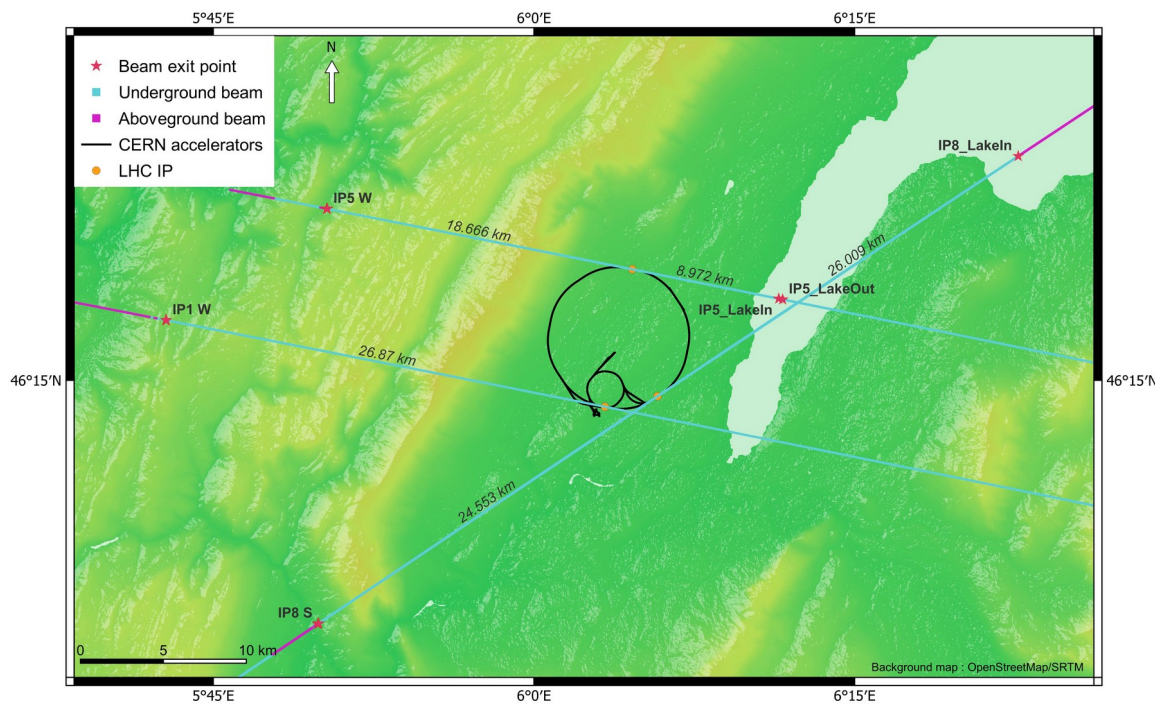 5°45′E 6°0′E 6°15′E
N
Beam exit point
Underground beam
Aboveground beam
CERN accelerators
LHC IP
IP8_LakeIn
IP5 W
18.666 km
26.009 km
8.972 km
IP5_LakeOut
IP5_LakeIn
IP1 W
26.87 km
46°15′N 46°15′N
24.553 km
IP8 S
0 5 10 km
Background map : OpenStreetMap/SRTM
5°45′E 6°0′E 6°15′E